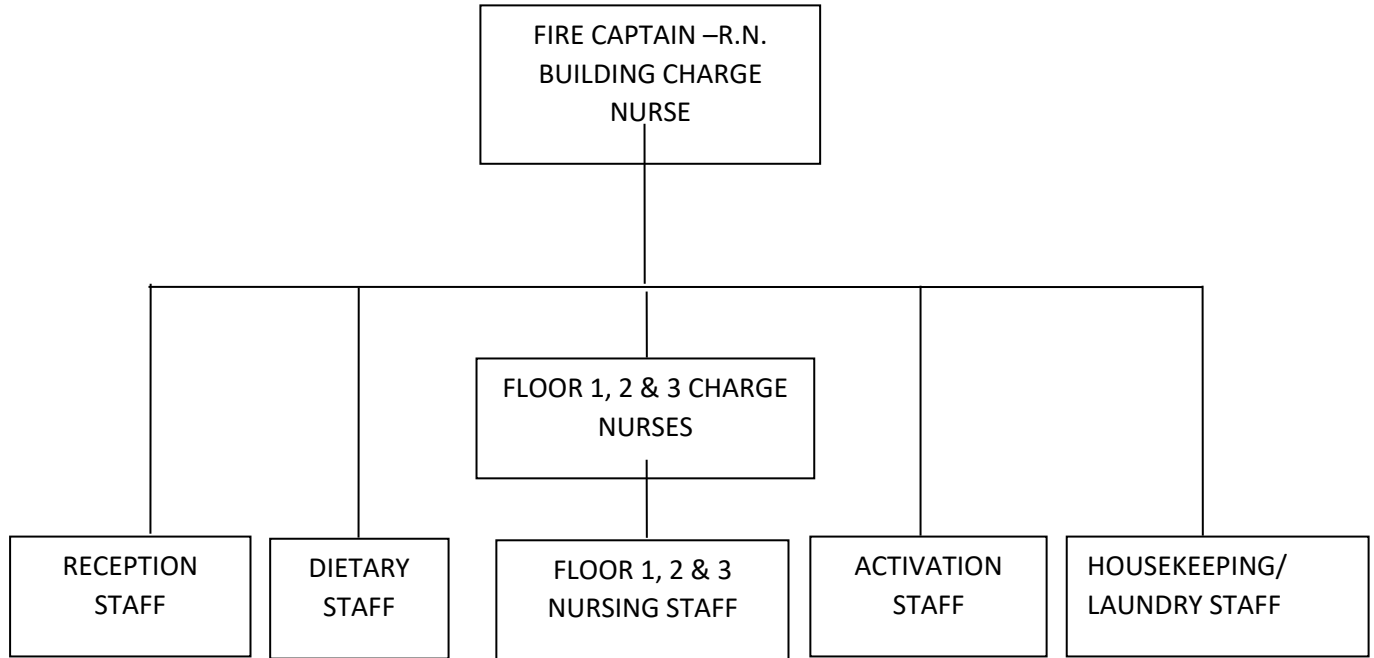 FIRE CAPTAIN –R.N.
BUILDING CHARGE
NURSE
FLOOR 1, 2 & 3 CHARGE
NURSES
RECEPTION
STAFF
DIETARY
STAFF
FLOOR 1, 2 & 3
NURSING STAFF
ACTIVATION
STAFF
HOUSEKEEPING/
LAUNDRY STAFF